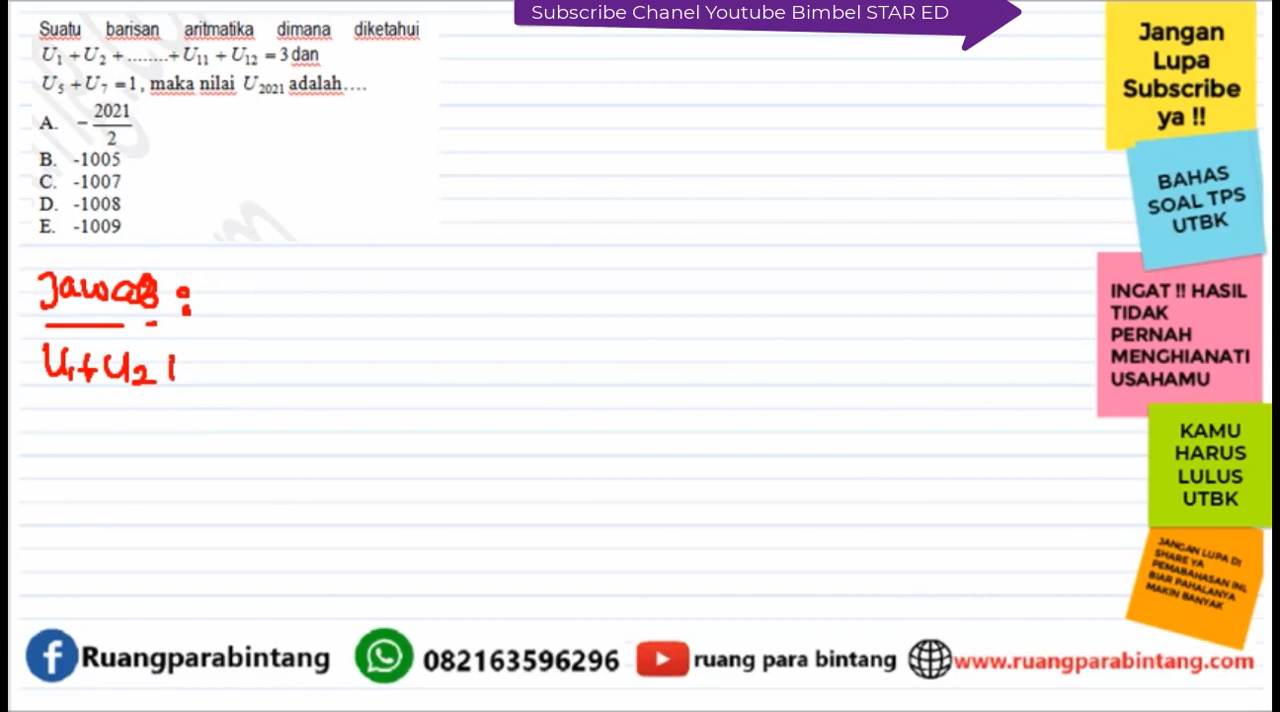 Subscribe Chanel Youtube Bimbel STAR ED
Suatu barisan aritmatika dimana diketahui
U₁ + U₂ + ........ + U₁₁ + U₁₂ = 3 dan
U₅ + U₇ = 1, maka nilai U₂₀₂₁ adalah....
A. -2021/2
B. -1005
C. -1007
D. -1008
E. -1009
Jawab :
U₁ + U₂
Jangan
Lupa
Subscribe
ya !!
BAHAS
SOAL TPS
UTBK
INGAT !! HASIL
TIDAK
PERNAH
MENGHIANATI
USAHAMU
KAMU
HARUS
LULUS
UTBK
JANGAN LUPA DI
SHARE YA
PEMABAHASAN INI,
BIAR PAHALANYA
MAKIN BANYAK
Ruangparabintang
082163596296
ruang para bintang
www.ruangparabintang.com